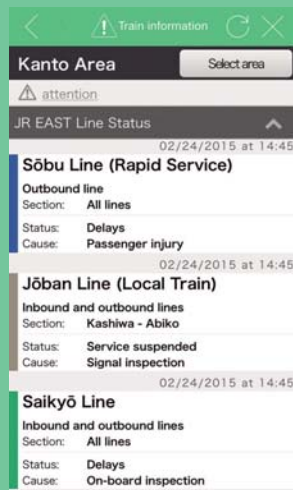 Train information
Kanto Area
Select area
attention
JR EAST Line Status
02/24/2015 at 14:45
Sōbu Line (Rapid Service)
Outbound line
Section: All lines
Status: Delays
Cause: Passenger injury
02/24/2015 at 14:45
Jōban Line (Local Train)
Inbound and outbound lines
Section: Kashiwa - Abiko
Status: Service suspended
Cause: Signal inspection
02/24/2015 at 14:45
Saikyō Line
Inbound and outbound lines
Section: All lines
Status: Delays
Cause: On-board inspection